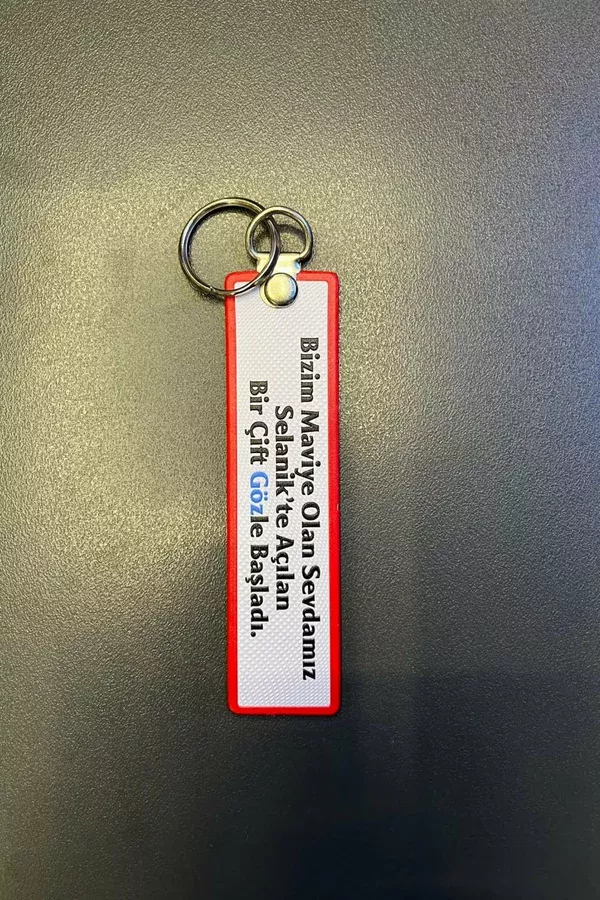 Bizim Maviye Olan Sevdamız
Selanik'te Açılan
Bir Çift Gözle Başladı.